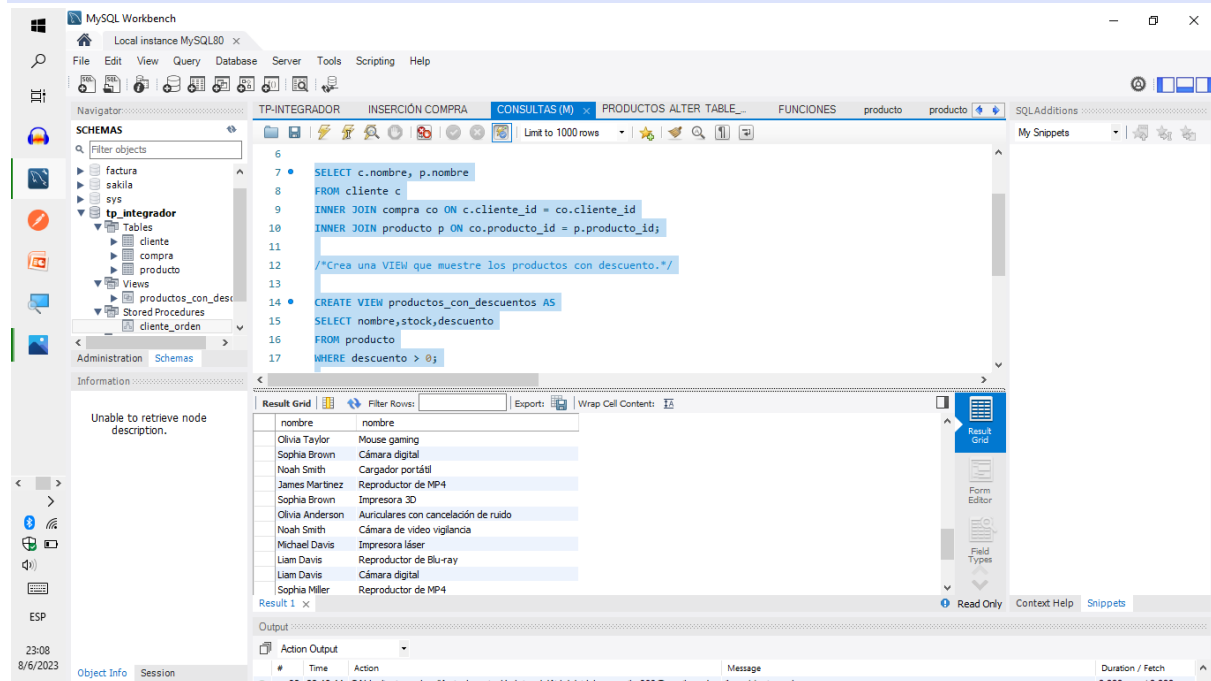 MySQL Workbench
Local instance MySQL80
File Edit View Query Database Server Tools Scripting Help
Navigator
SCHEMAS
Filter objects
factura
sakila
sys
tp_integrador
Tables
cliente
compra
producto
Views
productos_con_desc
Stored Procedures
cliente_orden
Administration Schemas
Information
Unable to retrieve node
description.
Object Info Session
TP-INTEGRADOR INSERCIÓN COMPRA CONSULTAS (M) PRODUCTOS ALTER TABLE_... FUNCIONES producto producto
Limit to 1000 rows
6
7 SELECT c.nombre, p.nombre
8 FROM cliente c
9 INNER JOIN compra co ON c.cliente_id = co.cliente_id
10 INNER JOIN producto p ON co.producto_id = p.producto_id;
11
12 /*Crea una VIEW que muestre los productos con descuento.*/
13
14 CREATE VIEW productos_con_descuentos AS
15 SELECT nombre,stock,descuento
16 FROM producto
17 WHERE descuento > 0;
Result Grid Filter Rows: Export: Wrap Cell Content:
nombre nombre
Olivia Taylor Mouse gaming
Sophia Brown Cámara digital
Noah Smith Cargador portátil
James Martinez Reproductor de MP4
Sophia Brown Impresora 3D
Olivia Anderson Auriculares con cancelación de ruido
Noah Smith Cámara de video vigilancia
Michael Davis Impresora láser
Liam Davis Reproductor de Blu-ray
Liam Davis Cámara digital
Sophia Miller Reproductor de MP4
Result Grid
Form Editor
Field Types
Result 1 Read Only
Output
Action Output
# Time Action Message Duration / Fetch
SQLAdditions
My Snippets
Context Help Snippets
ESP
23:08
8/6/2023